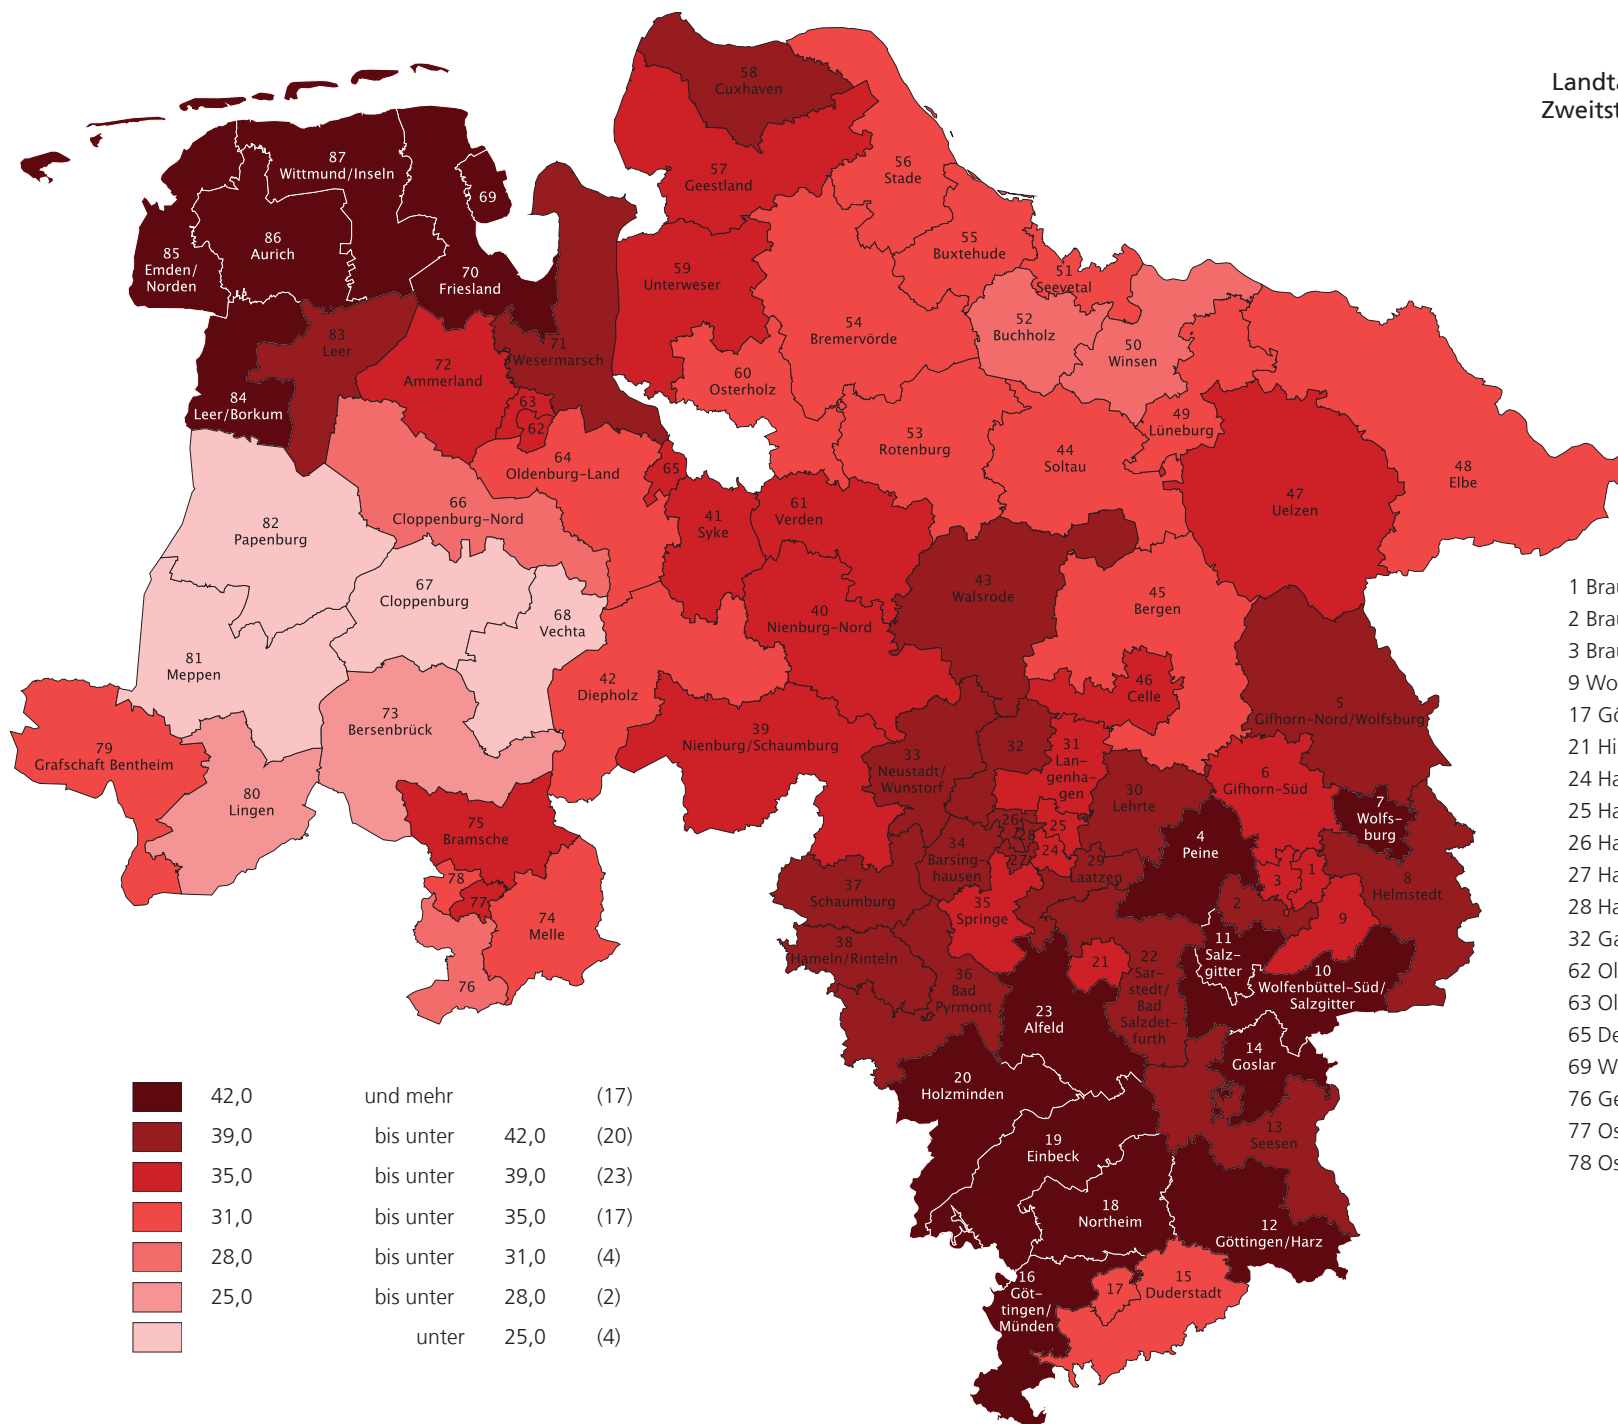 Landta
Zweitst
58
Cuxhaven
87
Wittmund/Inseln
56
Stade
57
Geestland
69
86
Aurich
85
Emden/
Norden
55
Buxtehude
70
Friesland
59
Unterweser
51
Seevetal
52
Buchholz
54
Bremervörde
83
Leer
71
Wesermarsch
50
Winsen
72
Ammerland
60
Osterholz
84
Leer/Borkum
63
62
49
Lüneburg
53
Rotenburg
44
Soltau
64
Oldenburg-Land
65
48
Elbe
66
Cloppenburg-Nord
61
Verden
47
Uelzen
82
Papenburg
41
Syke
67
Cloppenburg
43
Walsrode
45
Bergen
68
Vechta
40
Nienburg-Nord
81
Meppen
42
Diepholz
46
Celle
5
Gifhorn-Nord/Wolfsburg
73
Bersenbrück
39
Nienburg/Schaumburg
79
Grafschaft Bentheim
33
Neustadt/
Wunstorf
32
31
Lan-
genha-
gen
6
Gifhorn-Süd
80
Lingen
30
Lehrte
7
Wolfs-
burg
75
Bramsche
26
28
25
27
24
4
Peine
34
Barsing-
hausen
29
Laatzen
3
1
8
Helmstedt
78
77
37
Schaumburg
35
Springe
2
9
74
Melle
38
Hameln/Rinteln
21
22
Sar-
stedt/
Bad
Salzdet-
furth
11
Salz-
gitter
10
Wolfenbüttel-Süd/
Salzgitter
76
36
Bad
Pyrmont
23
Alfeld
14
Goslar
20
Holzminden
13
Seesen
19
Einbeck
18
Northeim
12
Göttingen/Harz
16
Göt-
tingen/
Münden
17
15
Duderstadt
1 Brau
2 Brau
3 Brau
9 Wo
17 Gö
21 Hi
24 Ha
25 Ha
26 Ha
27 Ha
28 Ha
32 Ga
62 Ol
63 Ol
65 De
69 W
76 Ge
77 Os
78 Os
42,0 und mehr (17)
39,0 bis unter 42,0 (20)
35,0 bis unter 39,0 (23)
31,0 bis unter 35,0 (17)
28,0 bis unter 31,0 (4)
25,0 bis unter 28,0 (2)
unter 25,0 (4)